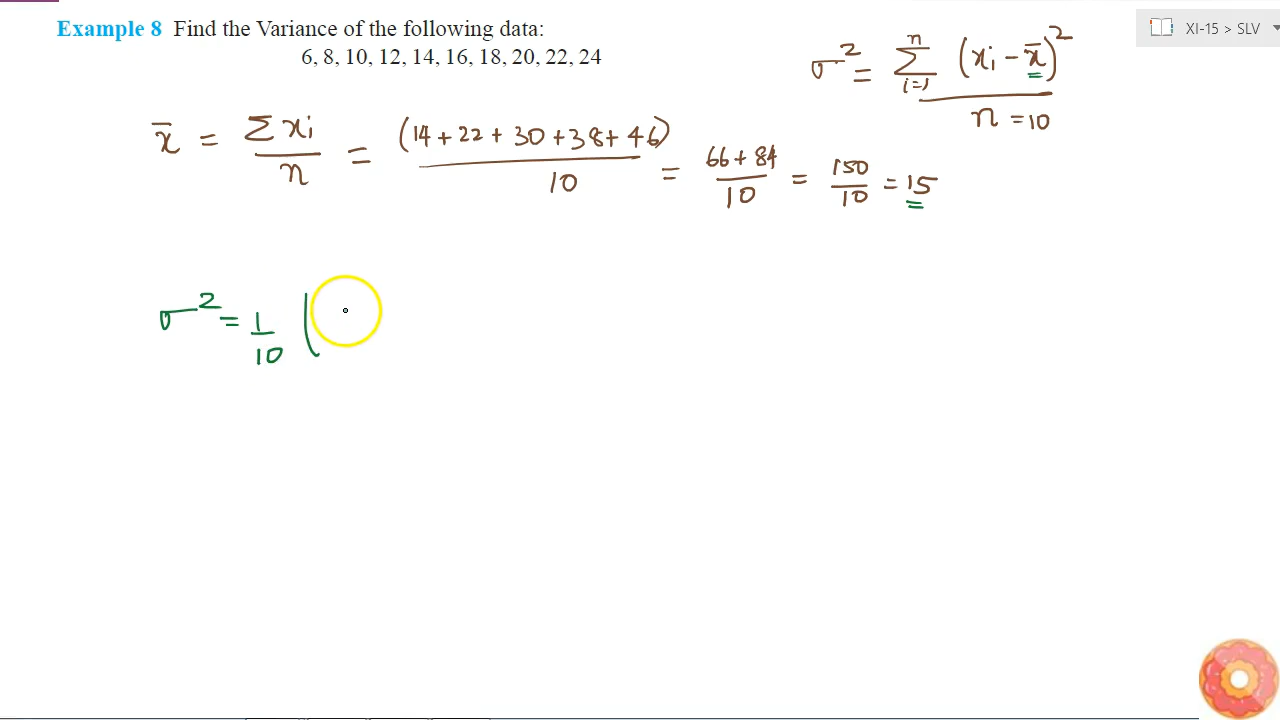 Example 8 Find the Variance of the following data:
6, 8, 10, 12, 14, 16, 18, 20, 22, 24
XI-15 > SLV
σ² = Σ_{i=1}^{n} (xᵢ - x̅)² / n = 10
x̅ = Σxᵢ / n = (14 + 22 + 30 + 38 + 46) / 10 = 66 + 84 / 10 = 150 / 10 = 15
σ² = 1/10 (